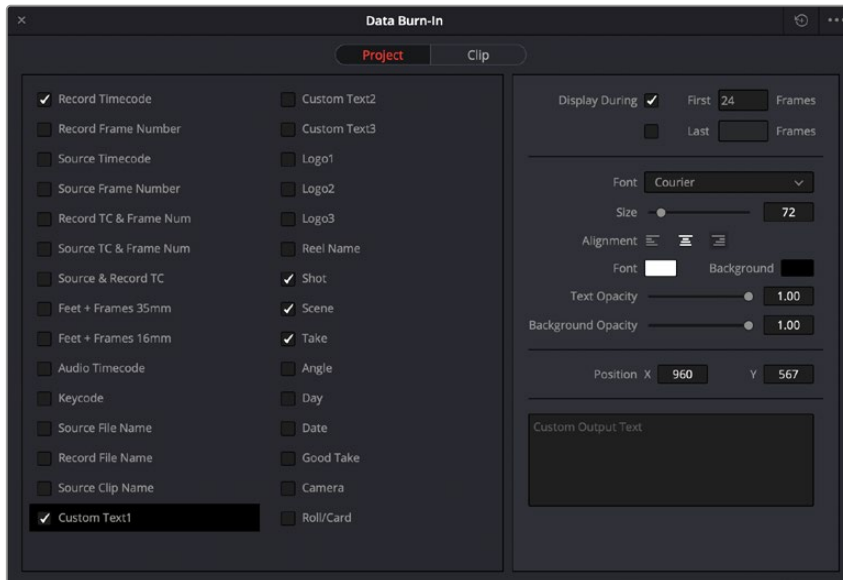 Data Burn-In
Project
Clip
Record Timecode
Record Frame Number
Source Timecode
Source Frame Number
Record TC & Frame Num
Source TC & Frame Num
Source & Record TC
Feet + Frames 35mm
Feet + Frames 16mm
Audio Timecode
Keycode
Source File Name
Record File Name
Source Clip Name
Custom Text1
Custom Text2
Custom Text3
Logo1
Logo2
Logo3
Reel Name
Shot
Scene
Take
Angle
Day
Date
Good Take
Camera
Roll/Card
Display During First 24 Frames
Last Frames
Font Courier
Size 72
Alignment
Font Background
Text Opacity 1.00
Background Opacity 1.00
Position X 960 Y 567
Custom Output Text